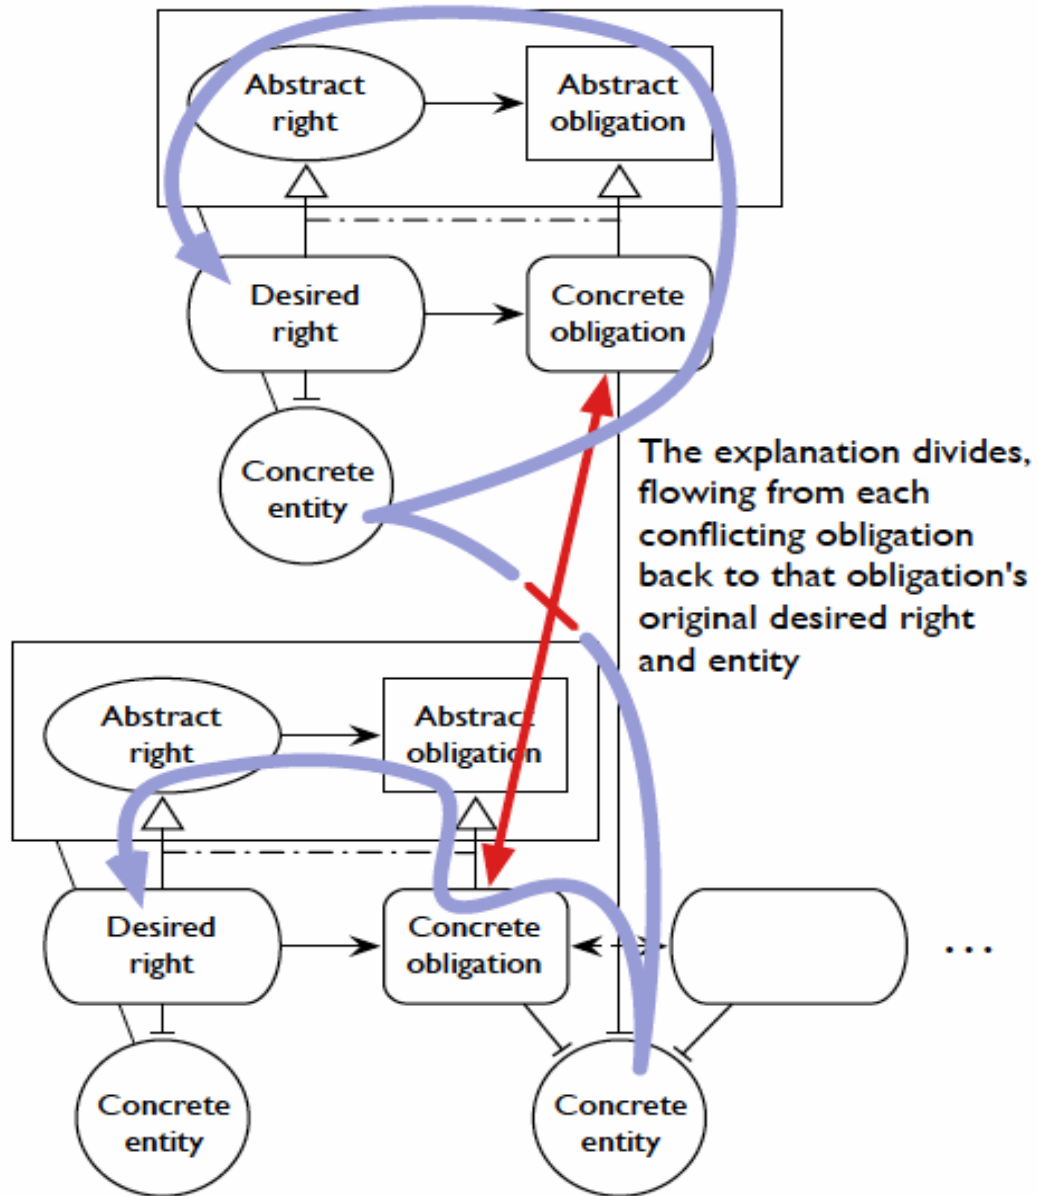 Abstract
right
Abstract
obligation
Desired
right
Concrete
obligation
Concrete
entity
The explanation divides,
flowing from each
conflicting obligation
back to that obligation's
original desired right
and entity
Abstract
right
Abstract
obligation
Desired
right
Concrete
obligation
...
Concrete
entity
Concrete
entity